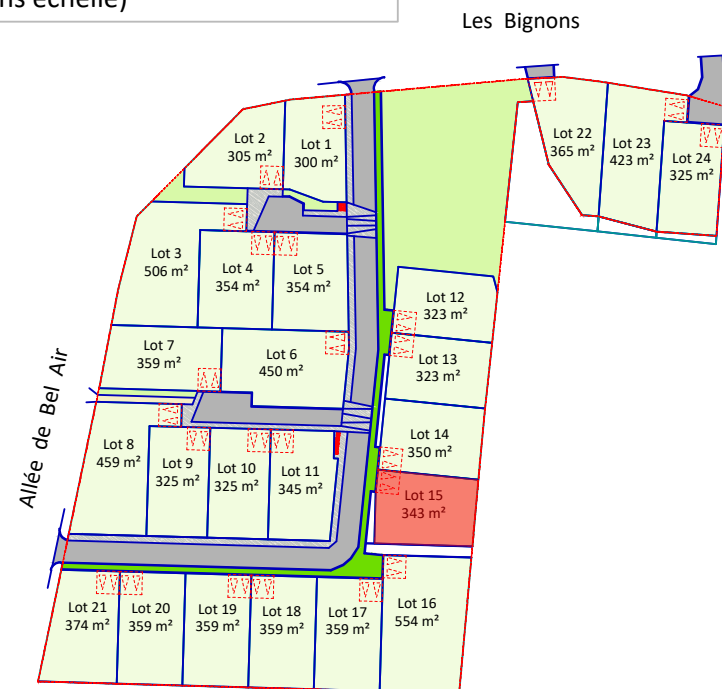 ns échelle)
Les Bignons
Lot 2
305 m²
Lot 1
300 m²
Lot 22
365 m²
Lot 23
423 m²
Lot 24
325 m²
Lot 3
506 m²
Lot 4
354 m²
Lot 5
354 m²
Lot 12
323 m²
Lot 7
359 m²
Lot 6
450 m²
Lot 13
323 m²
Allée de Bel Air
Lot 8
459 m²
Lot 9
325 m²
Lot 10
325 m²
Lot 11
345 m²
Lot 14
350 m²
Lot 15
343 m²
Lot 21
374 m²
Lot 20
359 m²
Lot 19
359 m²
Lot 18
359 m²
Lot 17
359 m²
Lot 16
554 m²